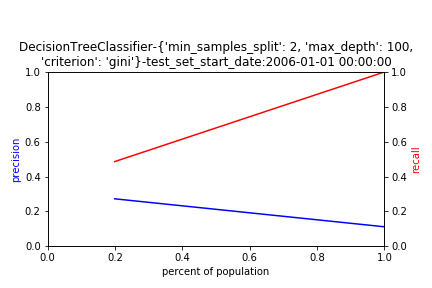 DecisionTreeClassifier-{'min_samples_split': 2, 'max_depth': 100,
'criterion': 'gini'}-test_set_start_date:2006-01-01 00:00:00
1.0
0.8
0.6
0.4
0.2
0.0
precision
1.0
0.8
0.6
0.4
0.2
0.0
recall
0.0 0.2 0.4 0.6 0.8 1.0
percent of population